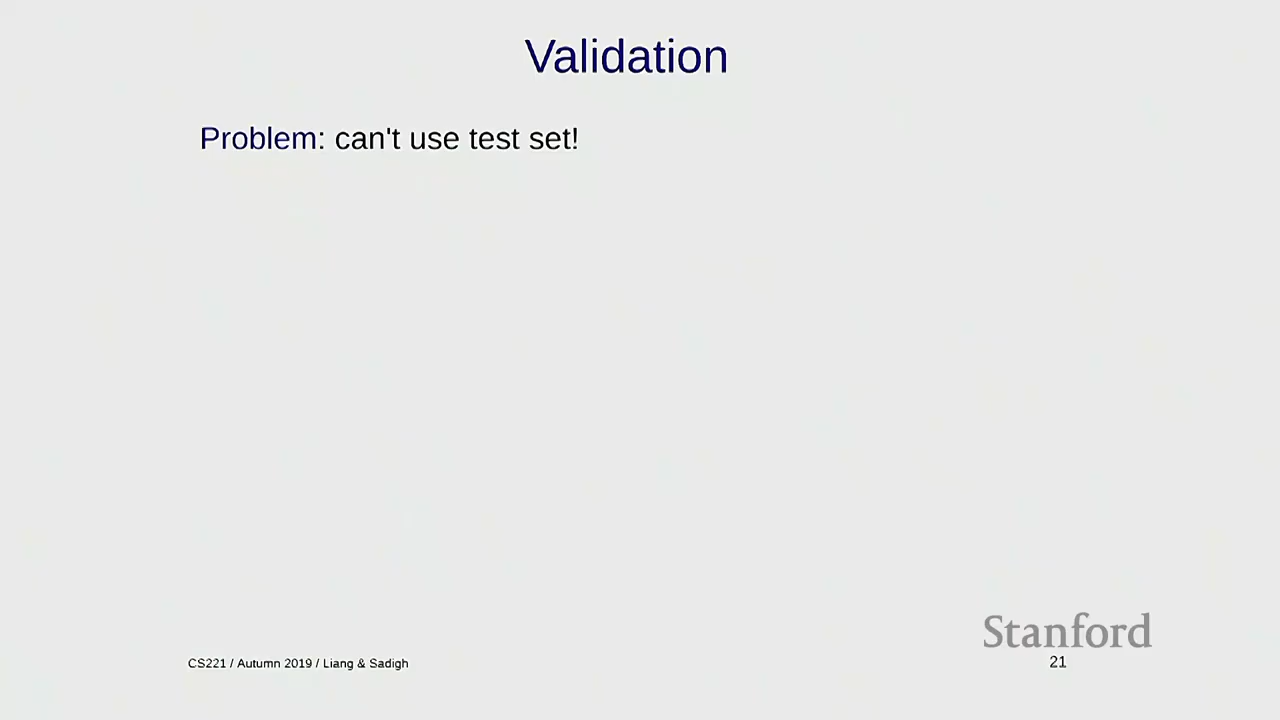 Validation
Problem: can't use test set!
Stanford
CS221 / Autumn 2019 / Liang & Sadigh
21